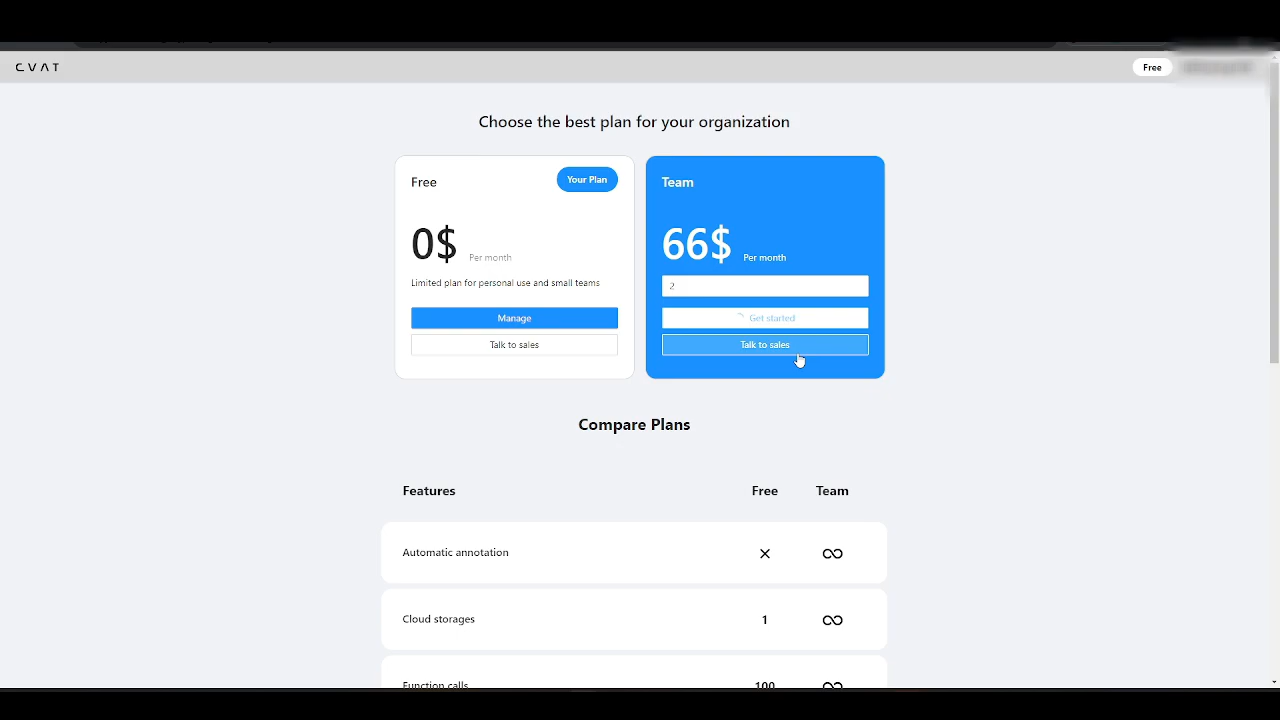 CVAT
Free
Choose the best plan for your organization
Free
Your Plan
0$ Per month
Limited plan for personal use and small teams
Manage
Talk to sales
Team
66$ Per month
2
Get started
Talk to sales
Compare Plans
Features Free Team
Automatic annotation
Cloud storages 1
Function calls 100